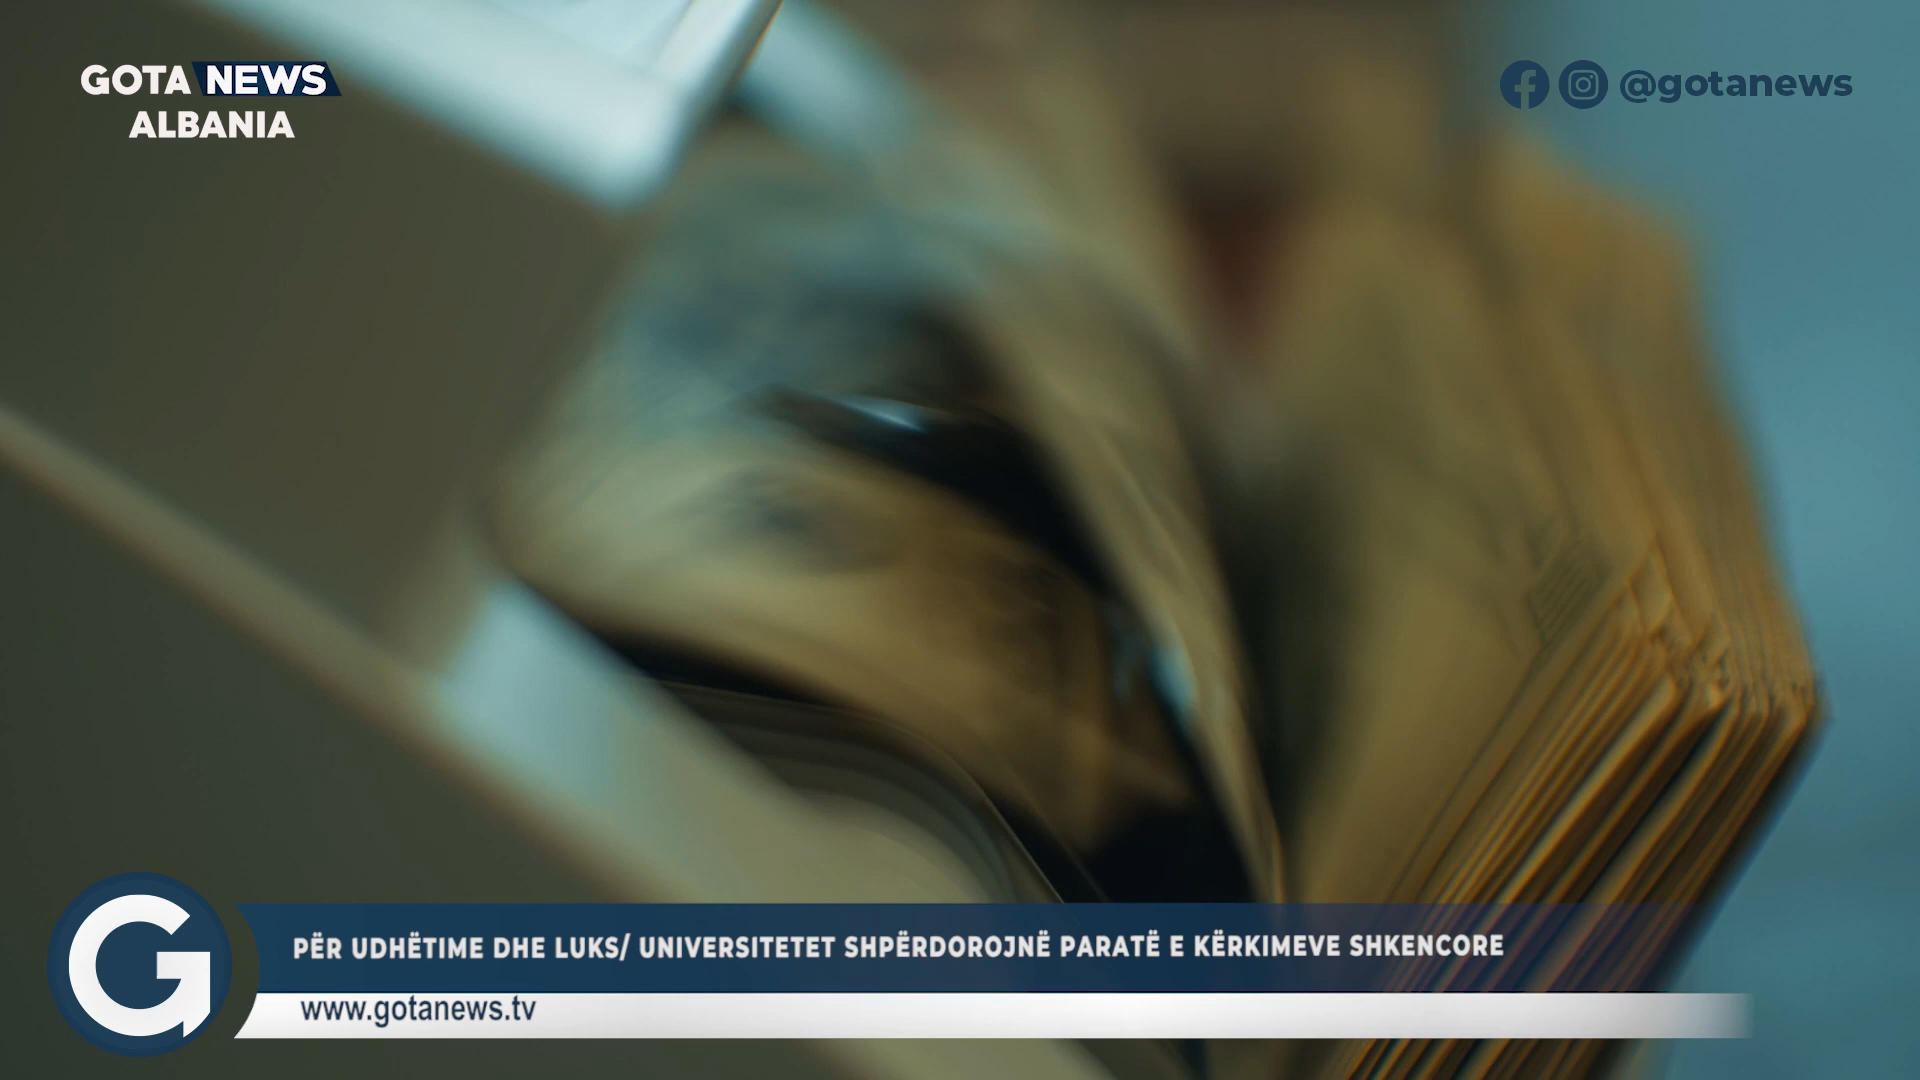 GOTA NEWS
ALBANIA
@gotanews
PËR UDHËTIME DHE LUKS/ UNIVERSITETET SHPËRDOROJNË PARATË E KËRKIMEVE SHKENCORE
www.gotanews.tv